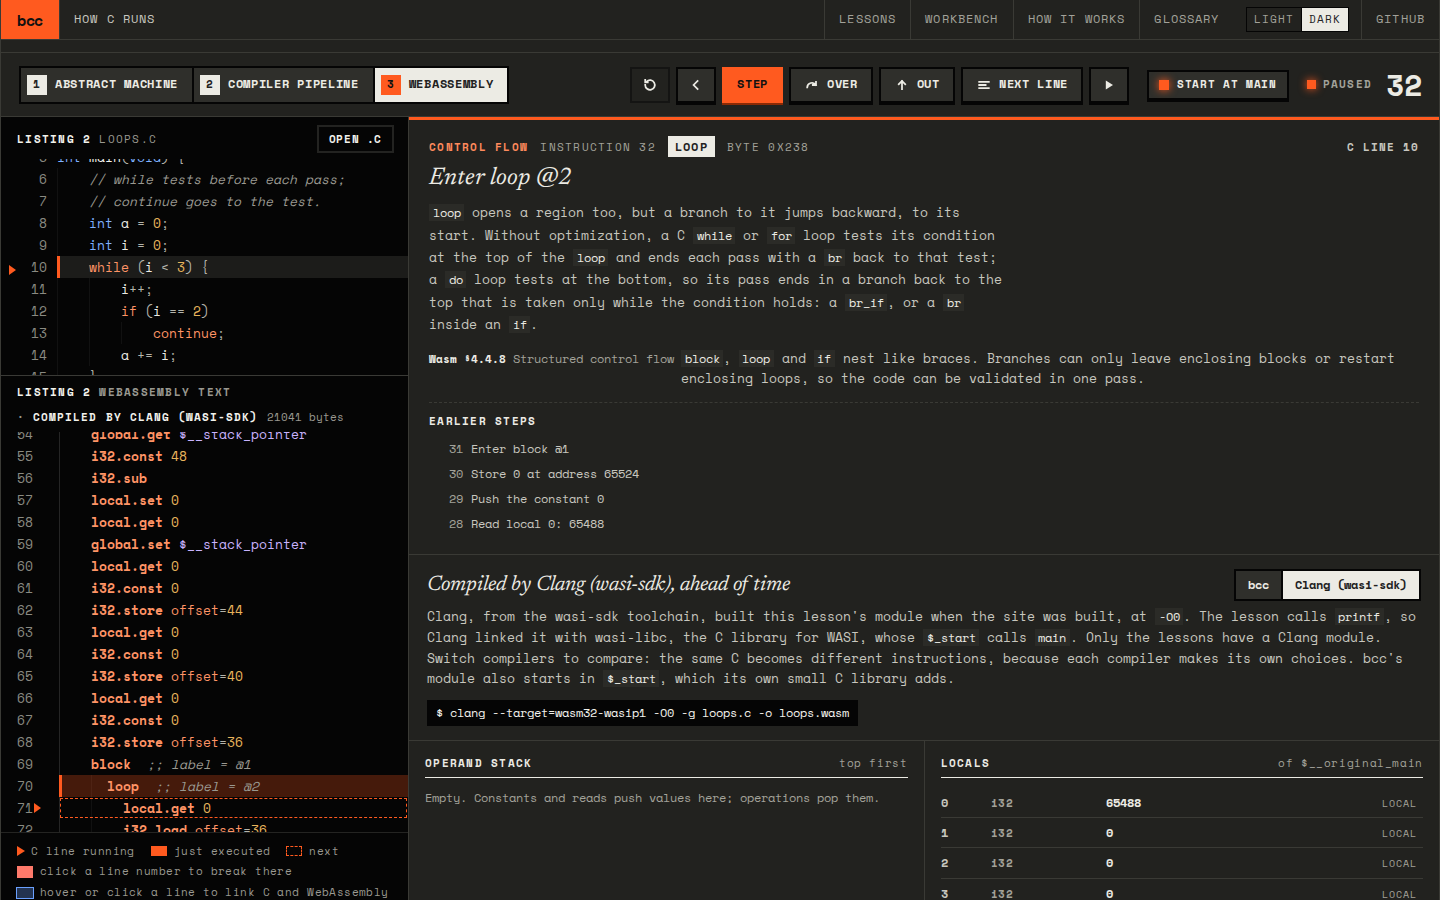 bcc HOW C RUNS LESSONS WORKBENCH HOW IT WORKS GLOSSARY LIGHT DARK GITHUB
1 ABSTRACT MACHINE 2 COMPILER PIPELINE 3 WEBASSEMBLY STEP OVER OUT NEXT LINE START AT MAIN PAUSED 32
LISTING 2 LOOPS.C OPEN .C
int main(void) {
6 // while tests before each pass;
7 // continue goes to the test.
8 int a = 0;
9 int i = 0;
10 while (i < 3) {
11 i++;
12 if (i == 2)
13 continue;
14 a += i;
15 }
LISTING 2 WEBASSEMBLY TEXT
· COMPILED BY CLANG (WASI-SDK) 21041 bytes
54 global.get $__stack_pointer
55 i32.const 48
56 i32.sub
57 local.set 0
58 local.get 0
59 global.set $__stack_pointer
60 local.get 0
61 i32.const 0
62 i32.store offset=44
63 local.get 0
64 i32.const 0
65 i32.store offset=40
66 local.get 0
67 i32.const 0
68 i32.store offset=36
69 block ;; label = @1
70 loop ;; label = @2
71 local.get 0
72 i32.load offset=36
C line running just executed next
click a line number to break there
hover or click a line to link C and WebAssembly
CONTROL FLOW INSTRUCTION 32 LOOP BYTE 0X238 C LINE 10
Enter loop @2
loop opens a region too, but a branch to it jumps backward, to its
start. Without optimization, a C while or for loop tests its condition
at the top of the loop and ends each pass with a br back to that test;
a do loop tests at the bottom, so its pass ends in a branch back to the
top that is taken only while the condition holds: a br_if, or a br
inside an if.
Wasm §4.4.8 Structured control flow block, loop and if nest like braces. Branches can only leave enclosing blocks or restart
enclosing loops, so the code can be validated in one pass.
EARLIER STEPS
31 Enter block @1
30 Store 0 at address 65524
29 Push the constant 0
28 Read local 0: 65488
Compiled by Clang (wasi-sdk), ahead of time bcc Clang (wasi-sdk)
Clang, from the wasi-sdk toolchain, built this lesson's module when the site was built, at -O0. The lesson calls printf, so
Clang linked it with wasi-libc, the C library for WASI, whose $_start calls main. Only the lessons have a Clang module.
Switch compilers to compare: the same C becomes different instructions, because each compiler makes its own choices. bcc's
module also starts in $_start, which its own small C library adds.
$ clang --target=wasm32-wasip1 -O0 -g loops.c -o loops.wasm
OPERAND STACK top first
Empty. Constants and reads push values here; operations pop them.
LOCALS of $__original_main
0 i32 65488 LOCAL
1 i32 0 LOCAL
2 i32 0 LOCAL
3 i32 0 LOCAL